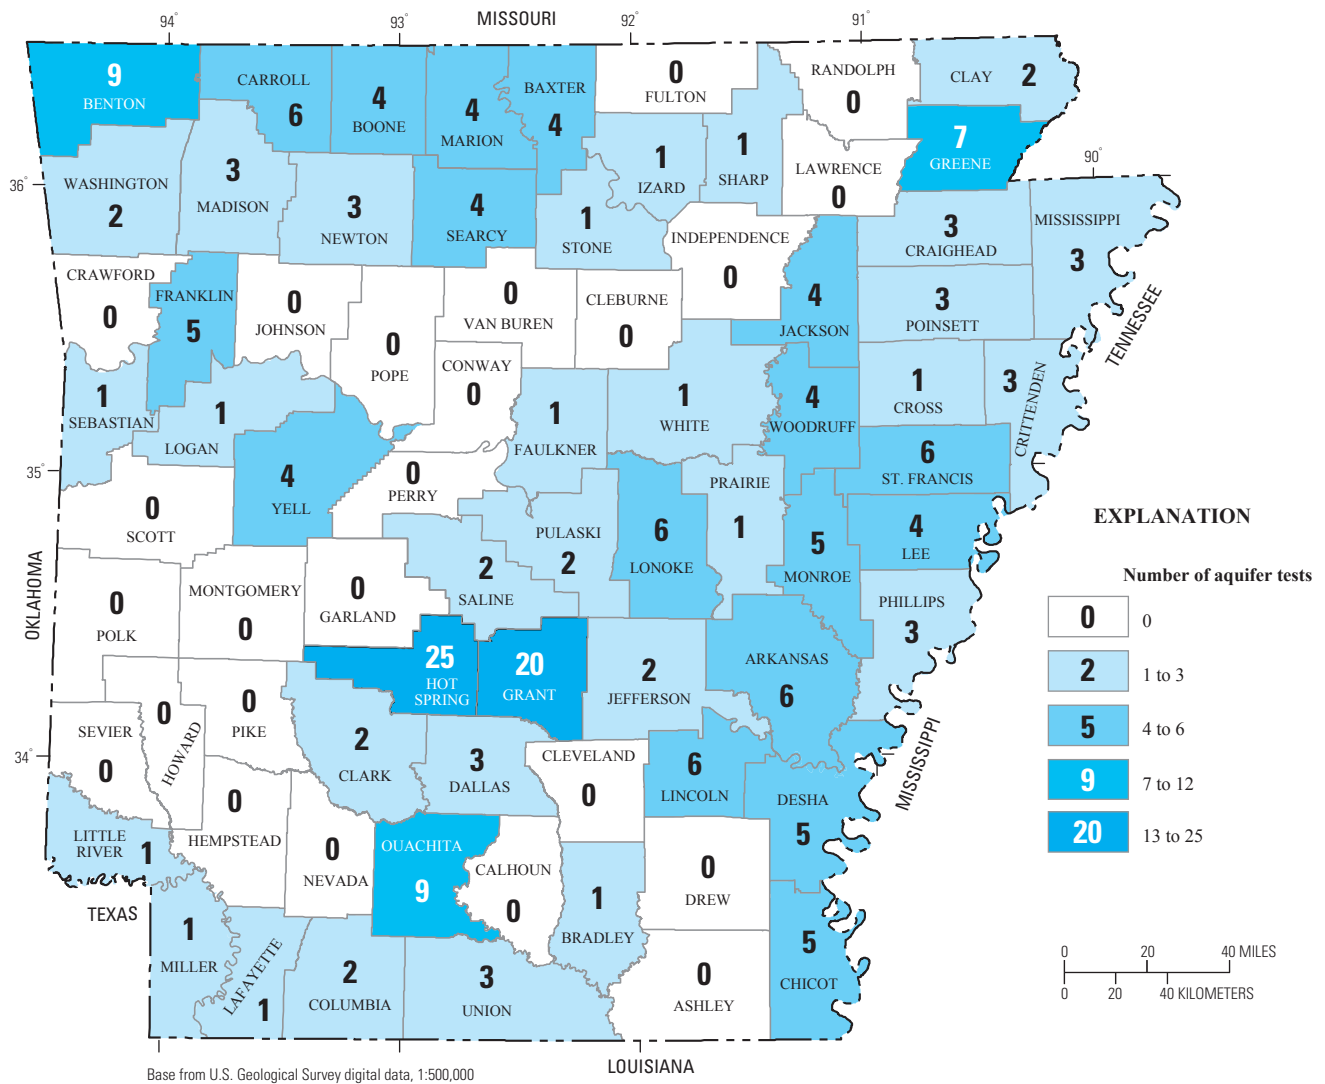 94°
93°
MISSOURI
92°
91°
9
BENTON
CARROLL
6
4
BOONE
4
MARION
BAXTER
4
0
FULTON
RANDOLPH
0
CLAY 2
7
GREENE
90°
36°
WASHINGTON
2
3
MADISON
3
NEWTON
4
SEARCY
1
STONE
1
IZARD
1
SHARP
LAWRENCE
0
3
CRAIGHEAD
MISSISSIPPI
3
CRAWFORD
0
FRANKLIN
5
0
JOHNSON
0
POPE
0
VAN BUREN
CLEBURNE
0
INDEPENDENCE
0
4
JACKSON
3
POINSETT
TENNESSEE
1
SEBASTIAN
1
LOGAN
CONWAY
0
1
FAULKNER
1
WHITE
4
WOODRUFF
1
CROSS
3
CRITTENDEN
35°
0
SCOTT
4
YELL
0
PERRY
PULASKI
2
6
LONOKE
PRAIRIE
1
5
MONROE
6
ST. FRANCIS
4
LEE
OKLAHOMA
0
POLK
MONTGOMERY
0
0
GARLAND
2
SALINE
PHILLIPS
3
25
HOT
SPRING
20
GRANT
2
JEFFERSON
ARKANSAS
6
34°
SEVIER
0
0
HOWARD
0
PIKE
2
CLARK
3
DALLAS
CLEVELAND
0
6
LINCOLN
DESHA
5
MISSISSIPPI
LITTLE
RIVER 1
0
HEMPSTEAD
0
NEVADA
OUACHITA
9
CALHOUN
0
1
BRADLEY
0
DREW
TEXAS
1
MILLER
LAFAYETTE
1
2
COLUMBIA
3
UNION
0
ASHLEY
5
CHICOT
LOUISIANA
EXPLANATION
Number of aquifer tests
0 0
2 1 to 3
5 4 to 6
9 7 to 12
20 13 to 25
0 20 40 MILES
0 20 40 KILOMETERS
Base from U.S. Geological Survey digital data, 1:500,000